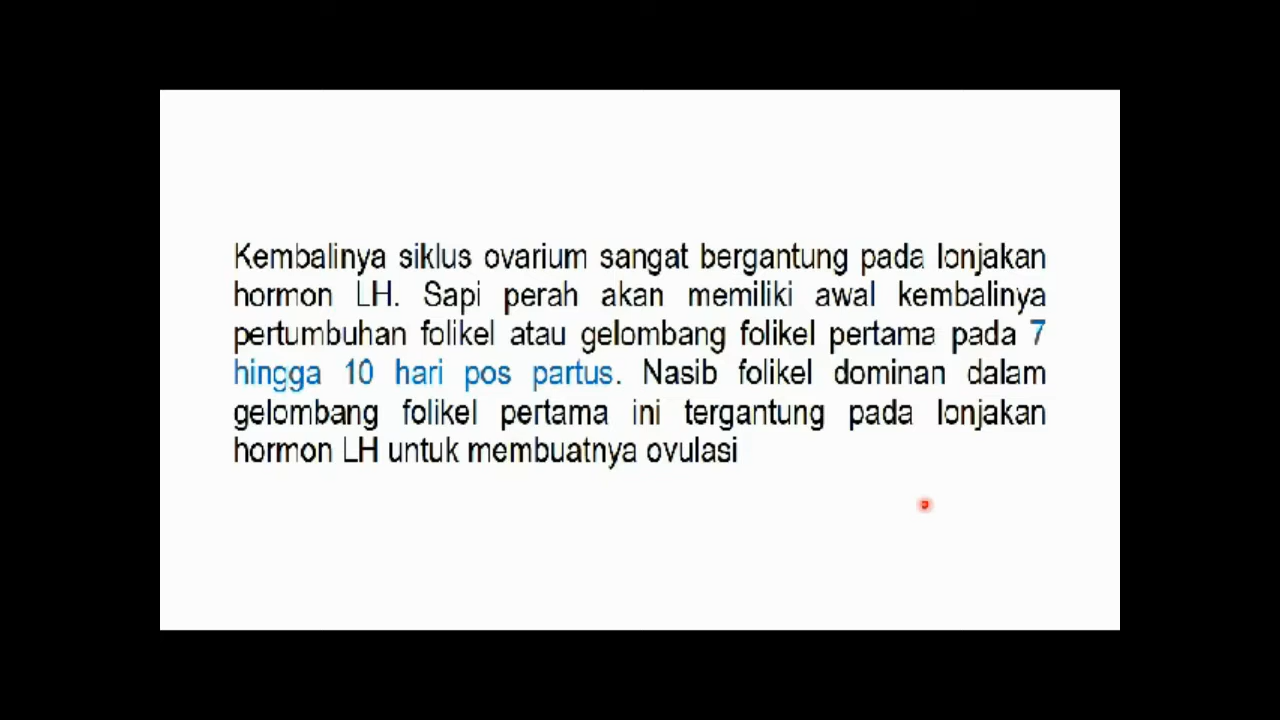 Kembalinya siklus ovarium sangat bergantung pada lonjakan
hormon LH. Sapi perah akan memiliki awal kembalinya
pertumbuhan folikel atau gelombang folikel pertama pada 7
hingga 10 hari pos partus. Nasib folikel dominan dalam
gelombang folikel pertama ini tergantung pada lonjakan
hormon LH untuk membuatnya ovulasi